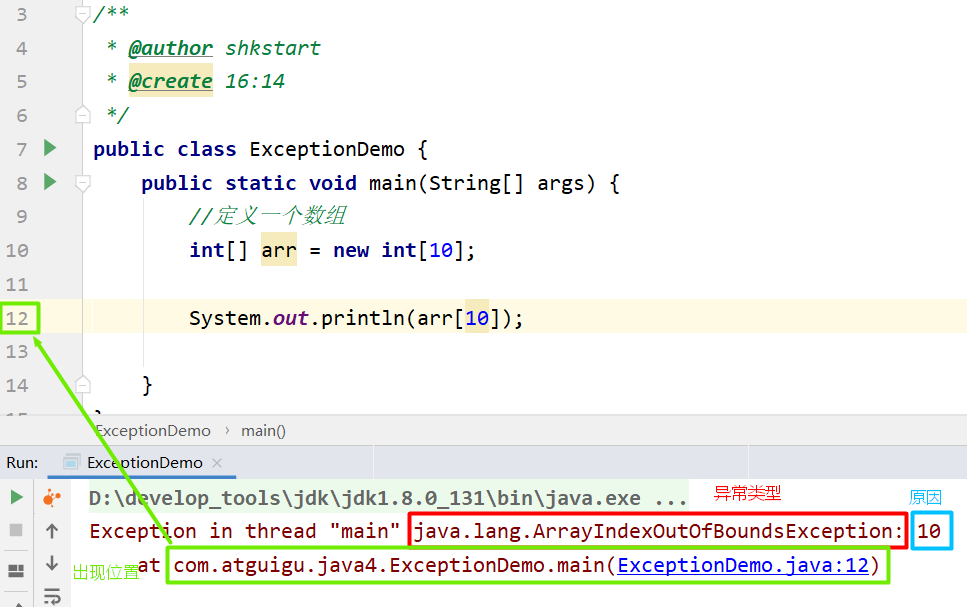 3 /**
4 * @author shkstart
5 * @create 16:14
6 */
7 public class ExceptionDemo {
8 public static void main(String[] args) {
9 //定义一个数组
10 int[] arr = new int[10];
11
12 System.out.println(arr[10]);
13
14 }
ExceptionDemo › main()
Run: ExceptionDemo ×
D:\develop_tools\jdk\jdk1.8.0_131\bin\java.exe ... 异常类型 原因
Exception in thread "main" java.lang.ArrayIndexOutOfBoundsException: 10
出现位置 at com.atguigu.java4.ExceptionDemo.main(ExceptionDemo.java:12)